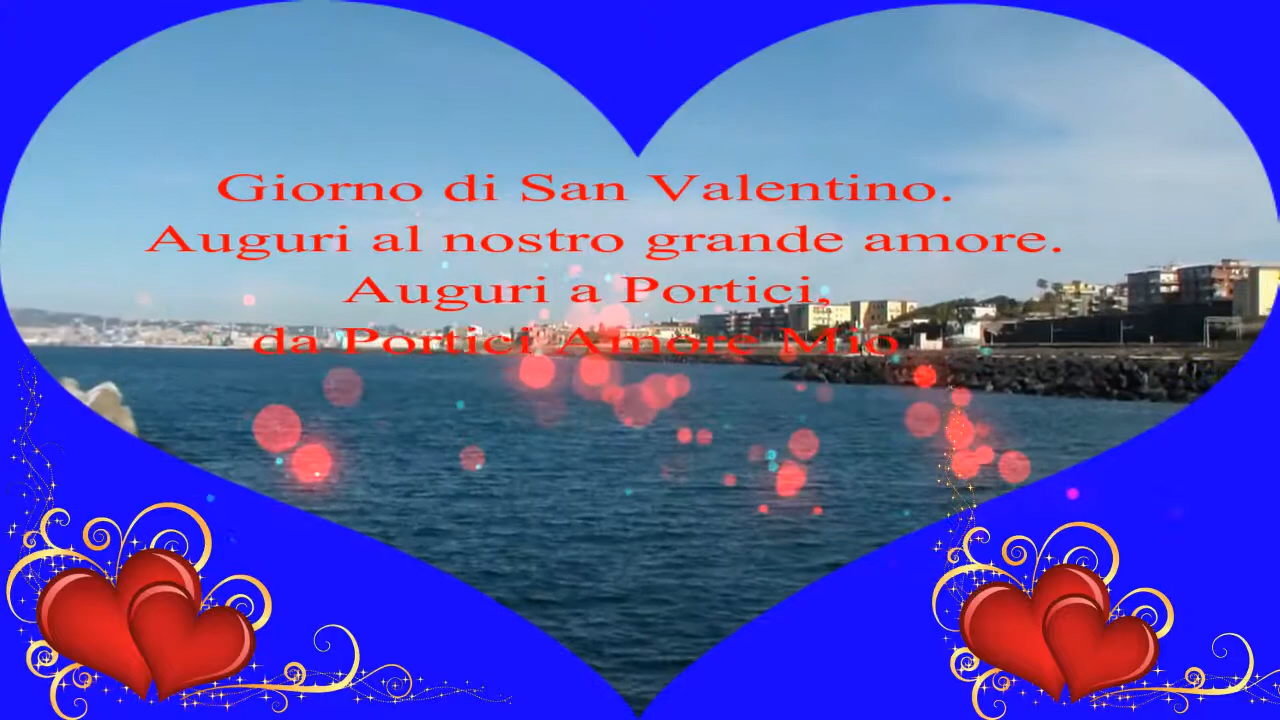 Giorno di San Valentino.
Auguri al nostro grande amore.
Auguri a Portici,
da Portici Amore Mio